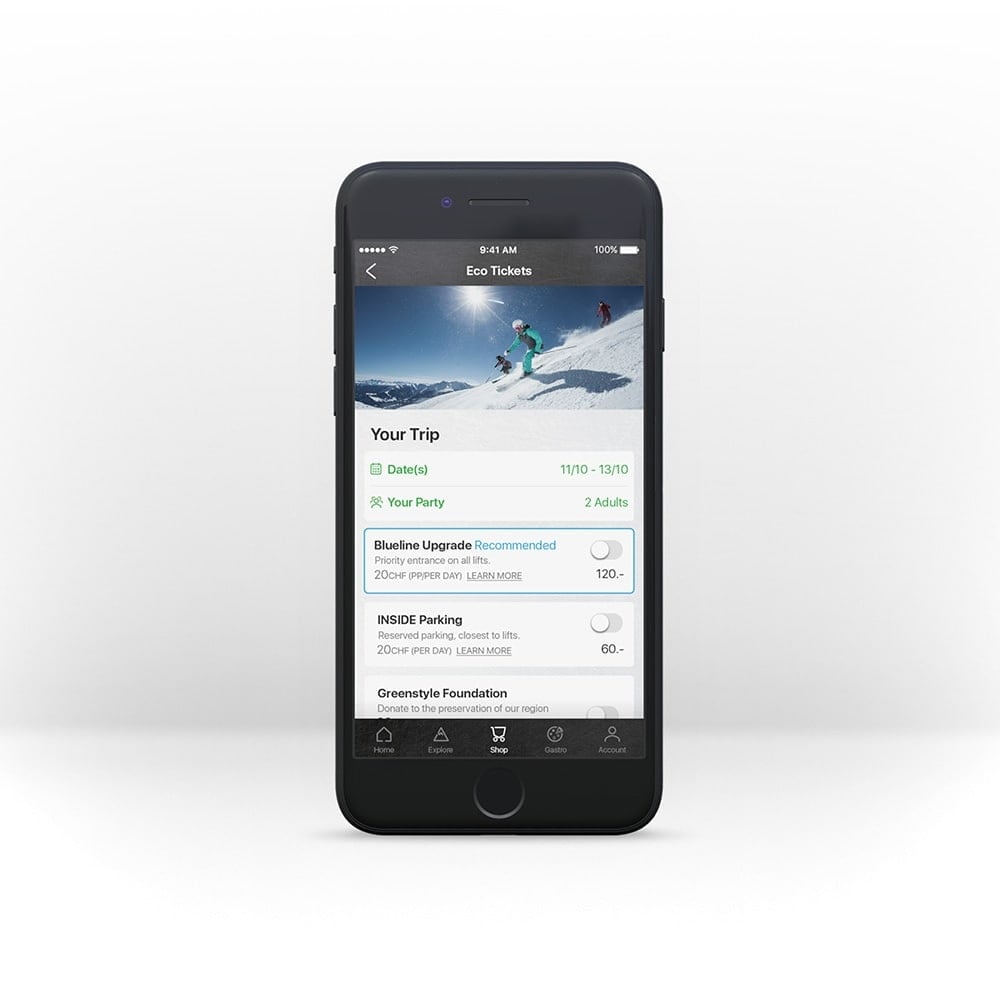 9:41 AM 100%
Eco Tickets
Your Trip
Date(s) 11/10 - 13/10
Your Party 2 Adults
Blueline Upgrade Recommended
Priority entrance on all lifts.
20CHF (PP/PER DAY) LEARN MORE 120.-
INSIDE Parking
Reserved parking, closest to lifts.
20CHF (PER DAY) LEARN MORE 60.-
Greenstyle Foundation
Donate to the preservation of our region
Home Explore Shop Gastro Account